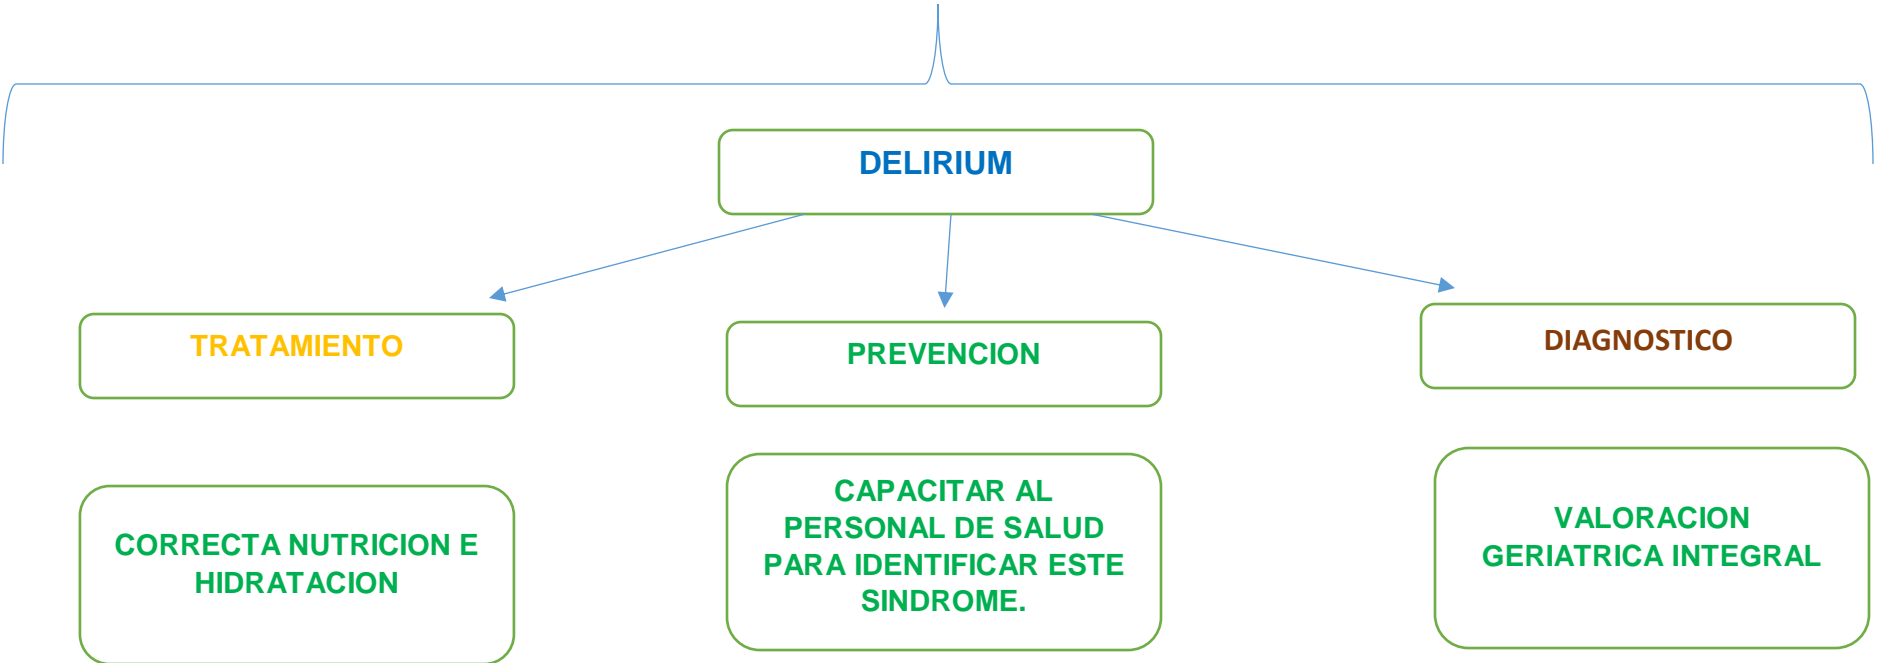 DELIRIUM
TRATAMIENTO
PREVENCION
DIAGNOSTICO
CORRECTA NUTRICION E
HIDRATACION
CAPACITAR AL
PERSONAL DE SALUD
PARA IDENTIFICAR ESTE
SINDROME.
VALORACION
GERIATRICA INTEGRAL